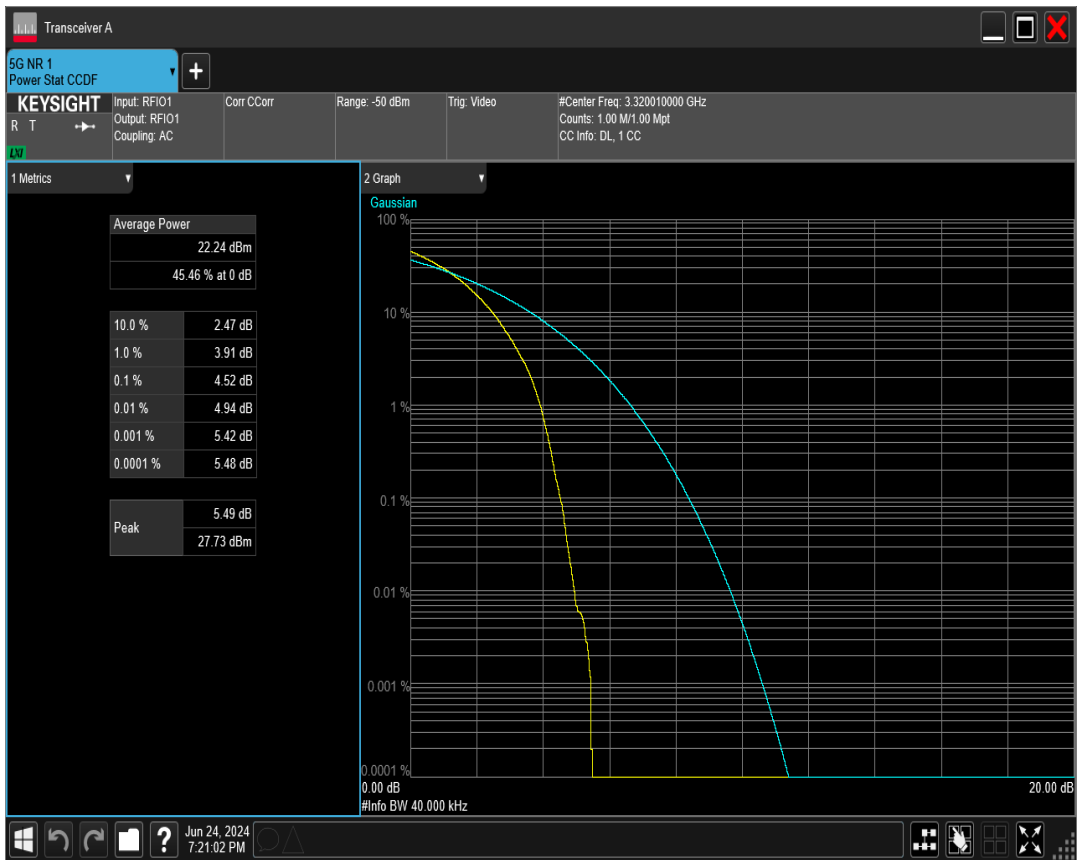 Transceiver A
5G NR 1
Power Stat CCDF
+
KEYSIGHT
R T
LXI
Input: RFIO1
Output: RFIO1
Coupling: AC
Corr CCorr
Range: -50 dBm
Trig: Video
#Center Freq: 3.320010000 GHz
Counts: 1.00 M/1.00 Mpt
CC Info: DL, 1 CC
1 Metrics
Average Power
22.24 dBm
45.46 % at 0 dB
10.0 % 2.47 dB
1.0 % 3.91 dB
0.1 % 4.52 dB
0.01 % 4.94 dB
0.001 % 5.42 dB
0.0001 % 5.48 dB
Peak
5.49 dB
27.73 dBm
2 Graph
Gaussian
100 %
10 %
1 %
0.1 %
0.01 %
0.001 %
0.0001 %
0.00 dB 20.00 dB
#Info BW 40.000 kHz
?
Jun 24, 2024
7:21:02 PM